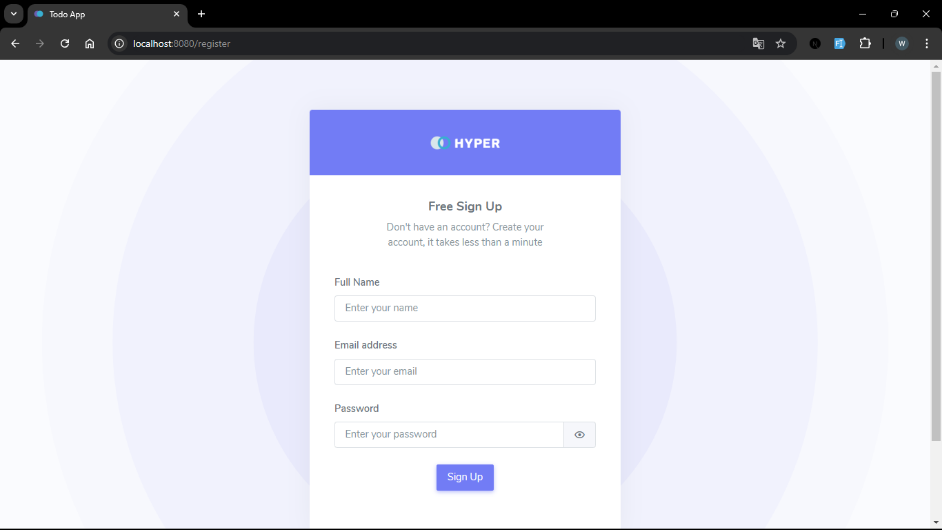 Todo App
localhost:8080/register
W
HYPER
Free Sign Up
Don't have an account? Create your
account, it takes less than a minute
Full Name
Enter your name
Email address
Enter your email
Password
Enter your password
Sign Up